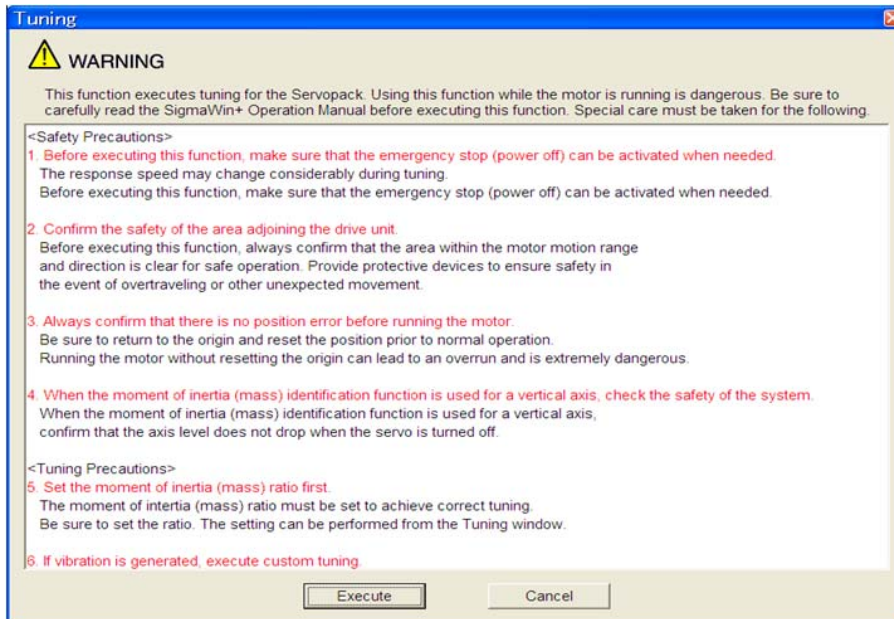 Tuning
WARNING
This function executes tuning for the Servopack. Using this function while the motor is running is dangerous. Be sure to
carefully read the SigmaWin+ Operation Manual before executing this function. Special care must be taken for the following.
<Safety Precautions>
1. Before executing this function, make sure that the emergency stop (power off) can be activated when needed.
The response speed may change considerably during tuning.
Before executing this function, make sure that the emergency stop (power off) can be activated when needed.
2. Confirm the safety of the area adjoining the drive unit.
Before executing this function, always confirm that the area within the motor motion range
and direction is clear for safe operation. Provide protective devices to ensure safety in
the event of overtraveling or other unexpected movement.
3. Always confirm that there is no position error before running the motor.
Be sure to return to the origin and reset the position prior to normal operation.
Running the motor without resetting the origin can lead to an overrun and is extremely dangerous.
4. When the moment of inertia (mass) identification function is used for a vertical axis, check the safety of the system.
When the moment of inertia (mass) identification function is used for a vertical axis,
confirm that the axis level does not drop when the servo is turned off.
<Tuning Precautions>
5. Set the moment of inertia (mass) ratio first.
The moment of intertia (mass) ratio must be set to achieve correct tuning.
Be sure to set the ratio. The setting can be performed from the Tuning window.
6. If vibration is generated, execute custom tuning.
Execute
Cancel